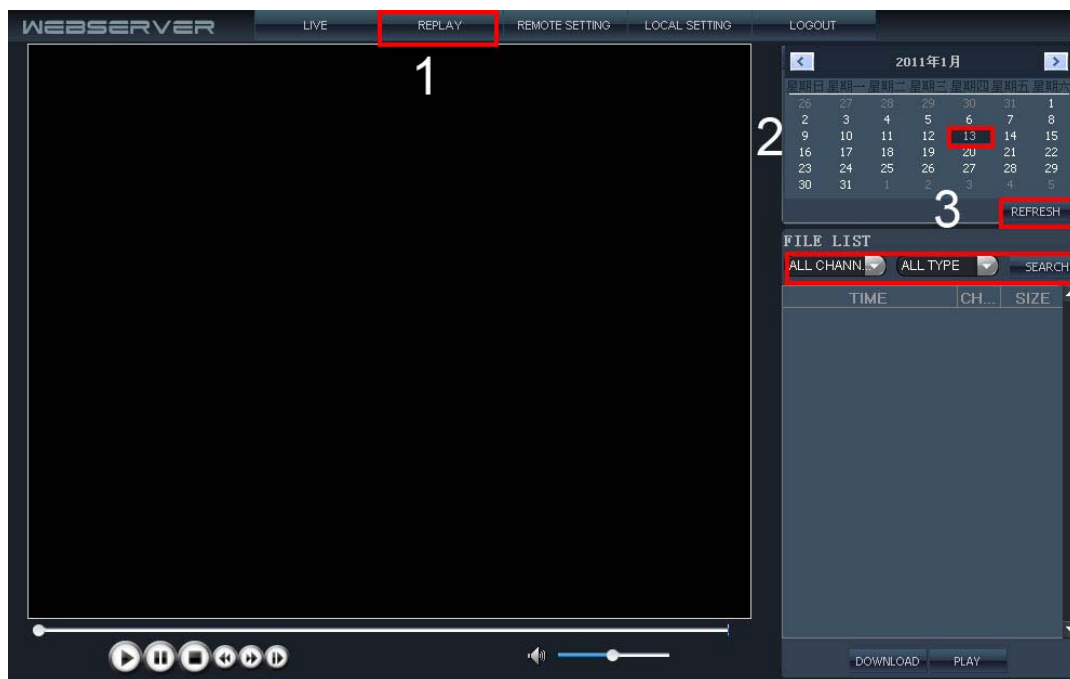 WEBSERVER LIVE REPLAY REMOTE SETTING LOCAL SETTING LOGOUT
1
2011年1月
星期日 星期一 星期二 星期三 星期四 星期五 星期六
26 27 28 29 30 31 1
2 3 4 5 6 7 8
2
9 10 11 12 13 14 15
16 17 18 19 20 21 22
23 24 25 26 27 28 29
30 31 1 2 3 4 5
3
REFRESH
FILE LIST
ALL CHANN... ALL TYPE SEARCH
TIME CH... SIZE
DOWNLOAD PLAY